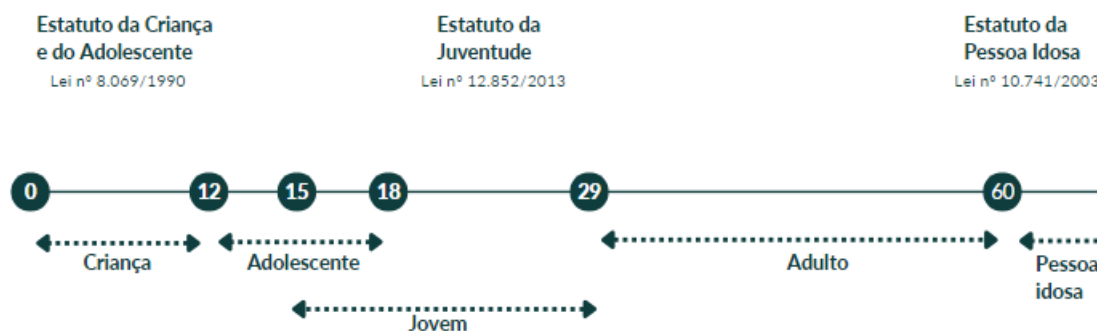 Estatuto da Criança
e do Adolescente
Lei nº 8.069/1990
Estatuto da
Juventude
Lei nº 12.852/2013
Estatuto da
Pessoa Idosa
Lei nº 10.741/2003
0 12 15 18 29 60
Criança
Adolescente
Adulto
Pessoa
idosa
Jovem